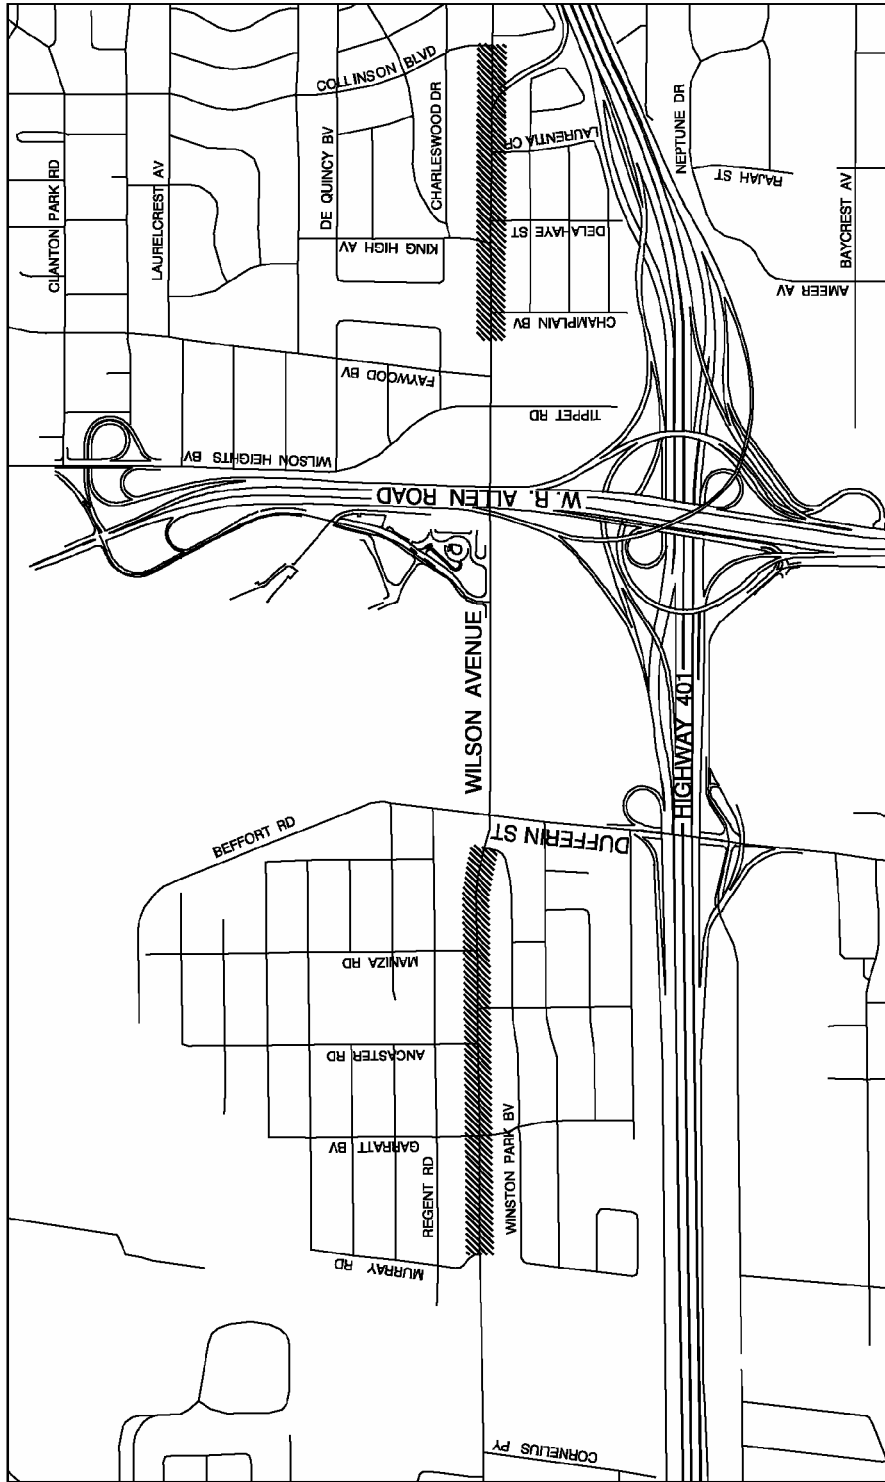 COLLINSON BLVD
CHARLESWOOD DR
DE QUINCY BV
CLANTON PARK RD
LAURELCREST AV
LAURENTIA CR
NEPTUNE DR
RAJAH ST
BAYCREST AV
DELAHAYE ST
KING HIGH AV
AMEER AV
CHAMPLAIN BV
FAYWOOD BV
TIPPET RD
WILSON HEIGHTS BV
W.R. ALLEN ROAD
WILSON AVENUE
HIGHWAY 401
BEFFORT RD
DUFFERIN ST
MANIZA RD
ANCASTER RD
GARRATT BV
WINSTON PARK BV
REGENT RD
MURRAY RD
CORNELIUS PY